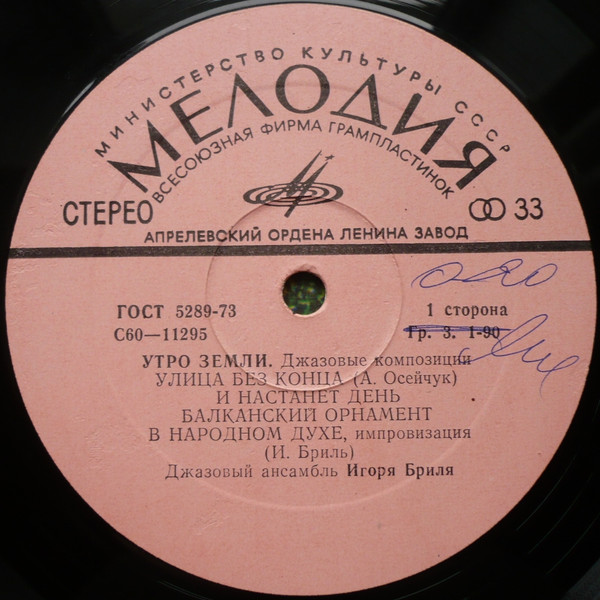 МИНИСТЕРСТВО КУЛЬТУРЫ СССР
МЕЛОДИЯ
ВСЕСОЮЗНАЯ ФИРМА ГРАМПЛАСТИНОК
СТЕРЕО
33
АПРЕЛЕВСКИЙ ОРДЕНА ЛЕНИНА ЗАВОД
ГОСТ 5289-73
1 сторона
С60—11295
Гр. 3. 1-90
УТРО ЗЕМЛИ. Джазовые композиции
УЛИЦА БЕЗ КОНЦА (А. Осейчук)
И НАСТАНЕТ ДЕНЬ
БАЛКАНСКИЙ ОРНАМЕНТ
В НАРОДНОМ ДУХЕ, импровизация
(И. Бриль)
Джазовый ансамбль Игоря Бриля